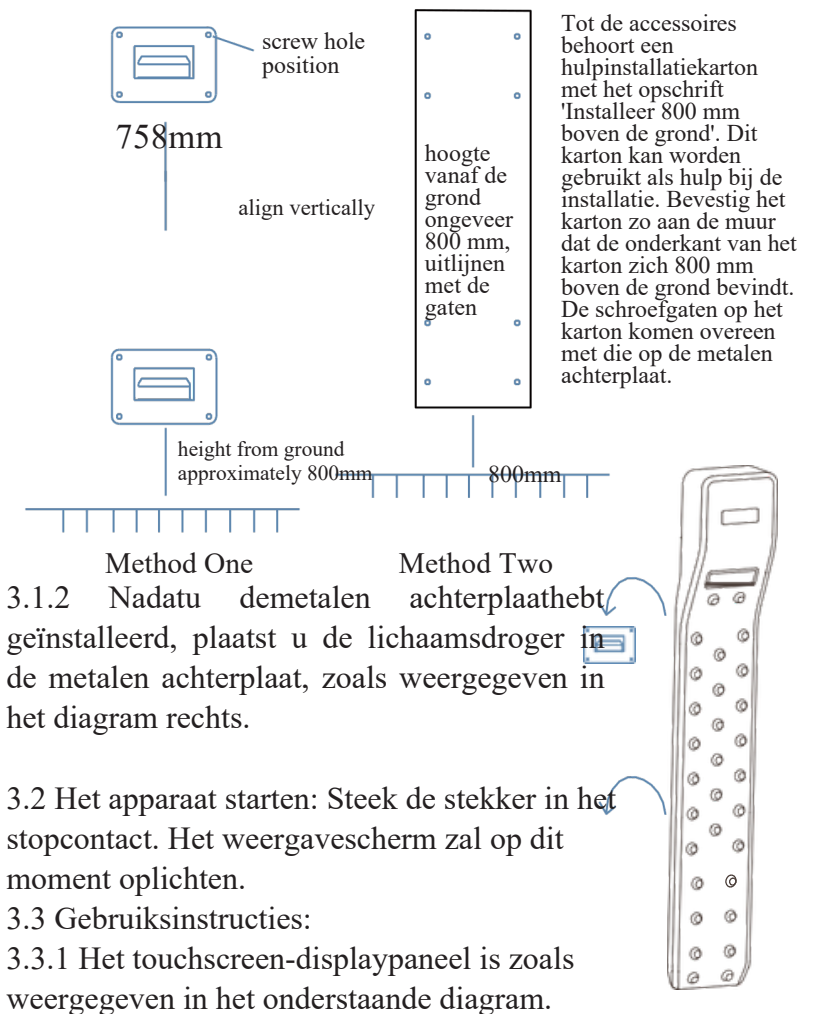 screw hole
position
758mm
align vertically
height from ground
approximately 800mm
Method One
hoogte
vanaf de
grond
ongeveer
800 mm,
uitlijnen
met de
gaten
800mm
Method Two
Tot de accessoires
behoort een
hulpinstallatiekarton
met het opschrift
'Installeer 800 mm
boven de grond'. Dit
karton kan worden
gebruikt als hulp bij de
installatie. Bevestig het
karton zo aan de muur
dat de onderkant van het
karton zich 800 mm
boven de grond bevindt.
De schroefgaten op het
karton komen overeen
met die op de metalen
achterplaat.
3.1.2 Nadatu demetalen achterplaathebt
geïnstalleerd, plaatst u de lichaamsdroger in
de metalen achterplaat, zoals weergegeven in
het diagram rechts.
3.2 Het apparaat starten: Steek de stekker in het
stopcontact. Het weergavescherm zal op dit
moment oplichten.
3.3 Gebruiksinstructies:
3.3.1 Het touchscreen-displaypaneel is zoals
weergegeven in het onderstaande diagram.